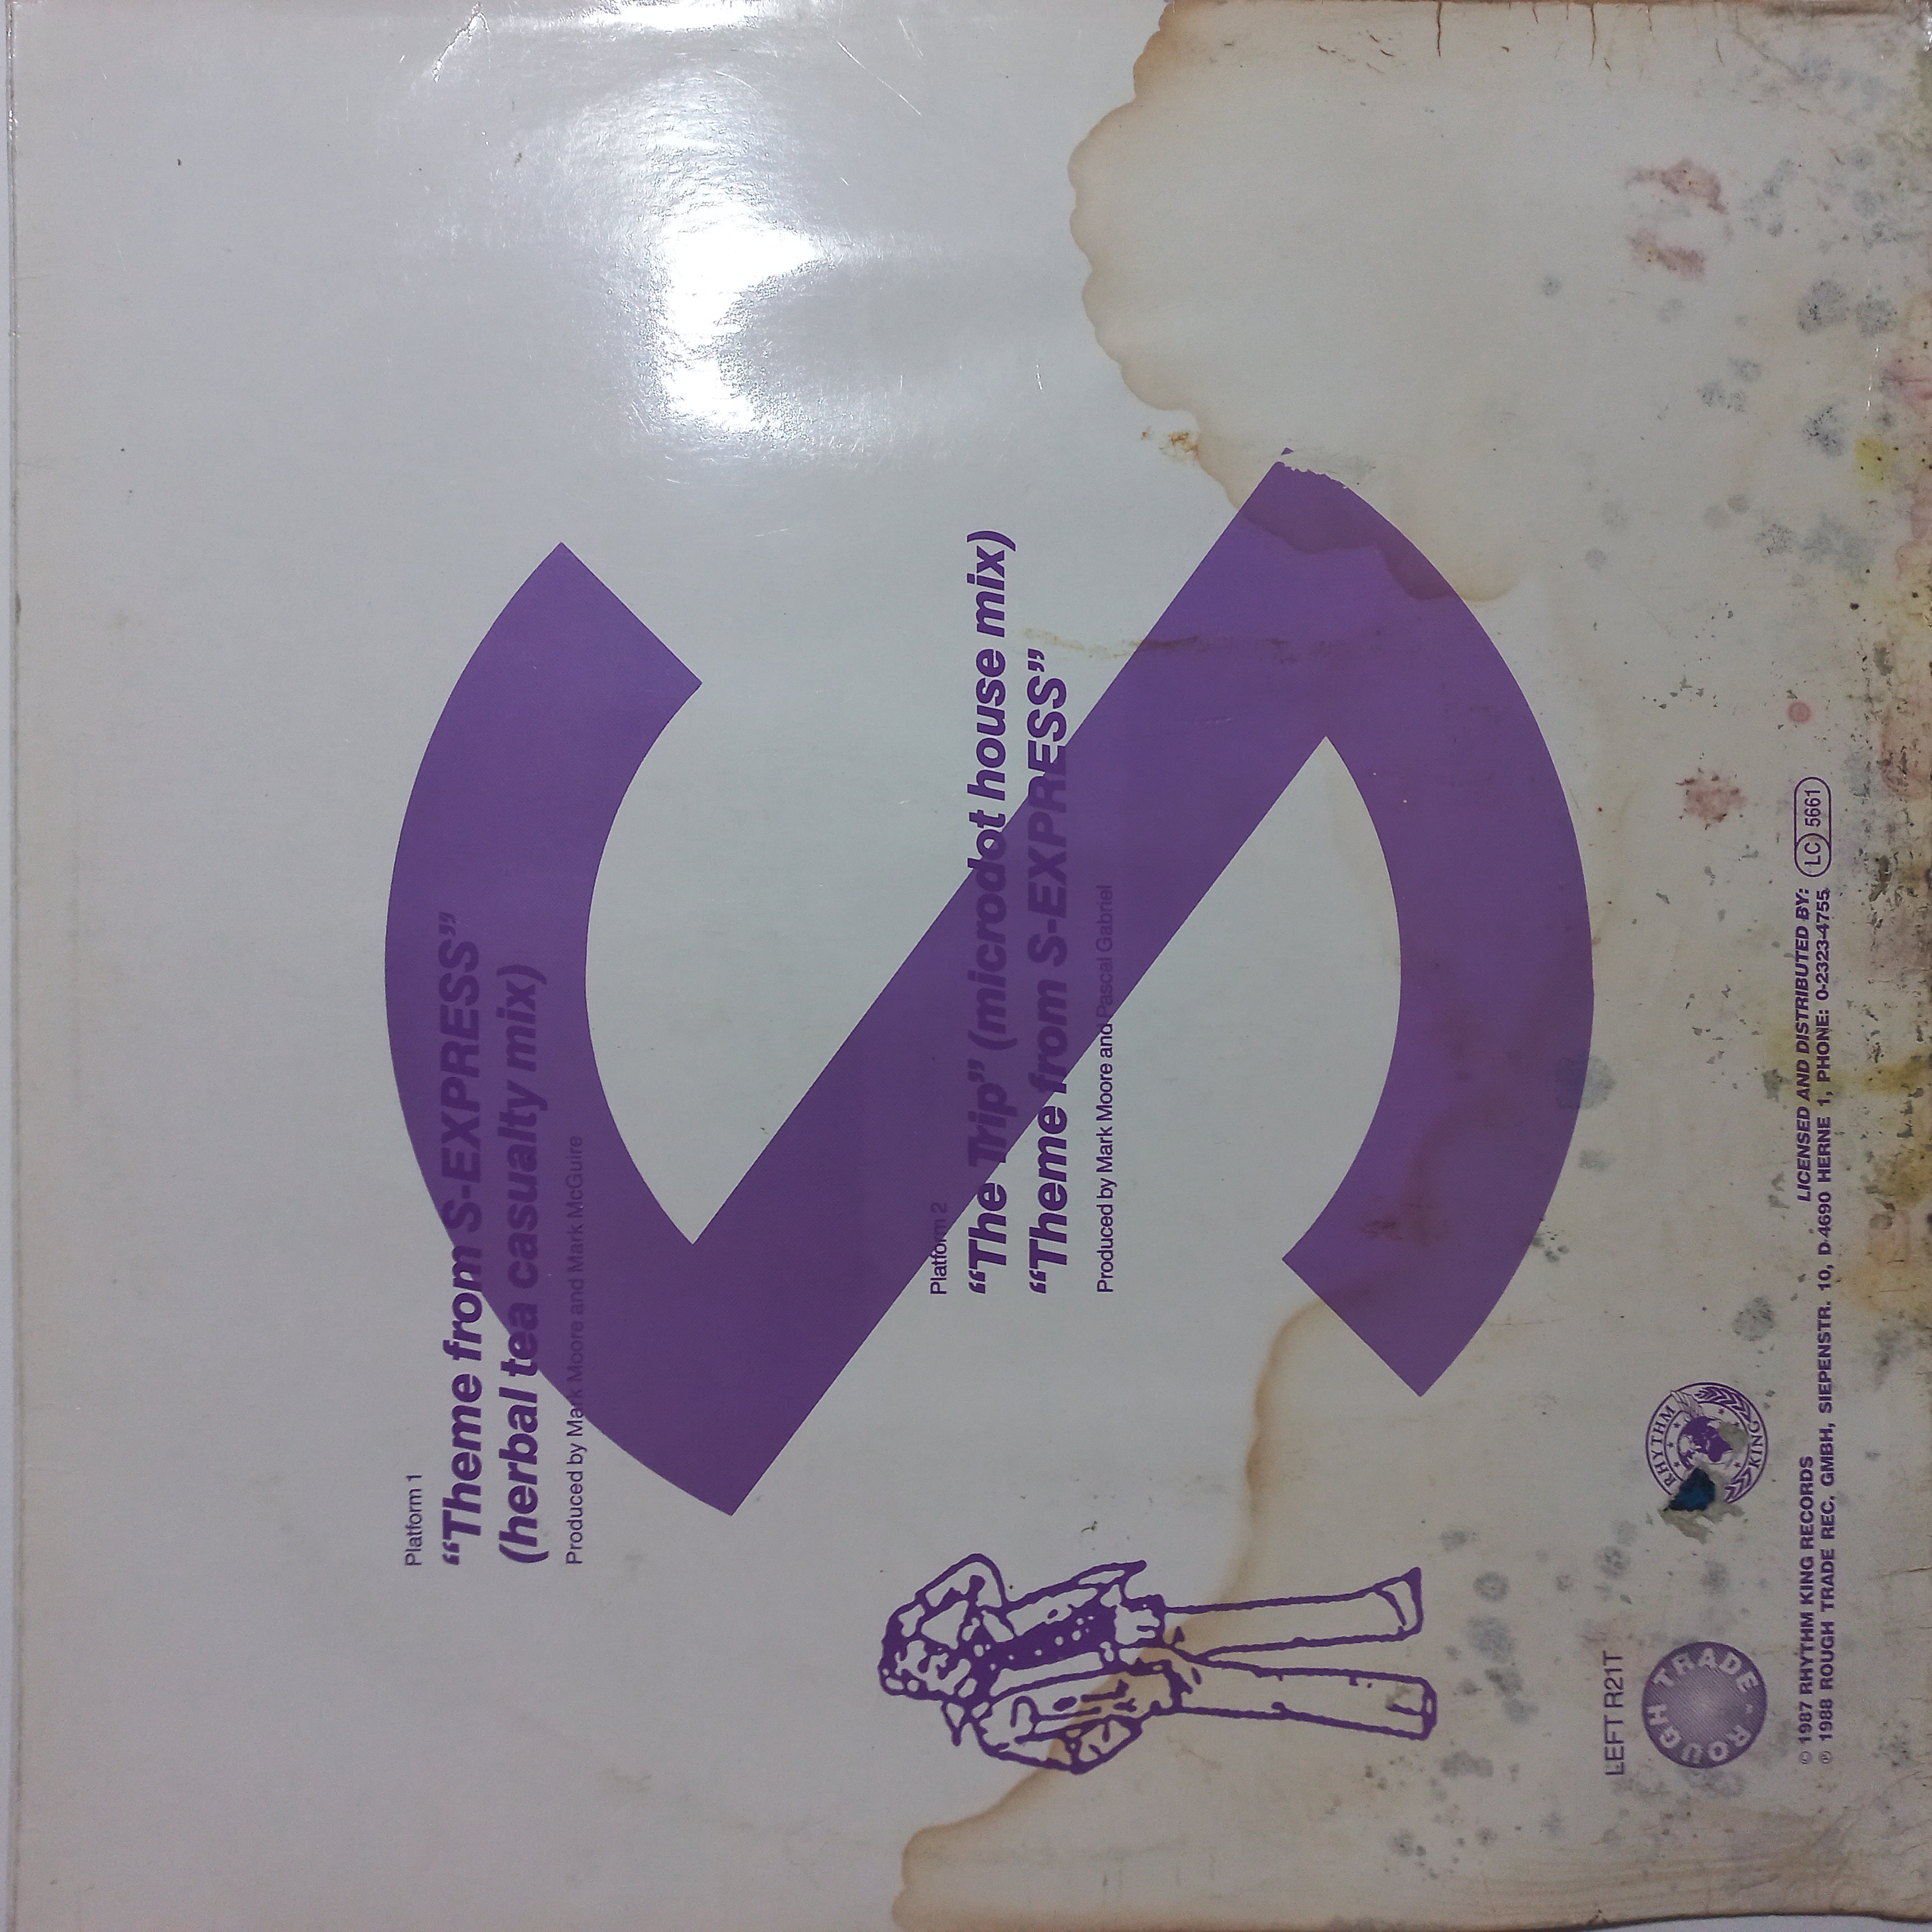 Platform 1
“Theme from S-EXPRESS”
(herbal tea casualty mix)
Produced by Mark Moore and Mark McGuire
Platform 2
“The Trip” (microdot house mix)
“Theme from S-EXPRESS”
Produced by Mark Moore and Pascal Gabriel
LEFT R21T
ROUGH TRADE
RHYTHM KING
© 1987 RHYTHM KING RECORDS LICENSED AND DISTRIBUTED BY: LC 5661
℗ 1988 ROUGH TRADE REC. GMBH, SIEPENSTR. 10, D-4690 HERNE 1, PHONE: 0-2323-4755